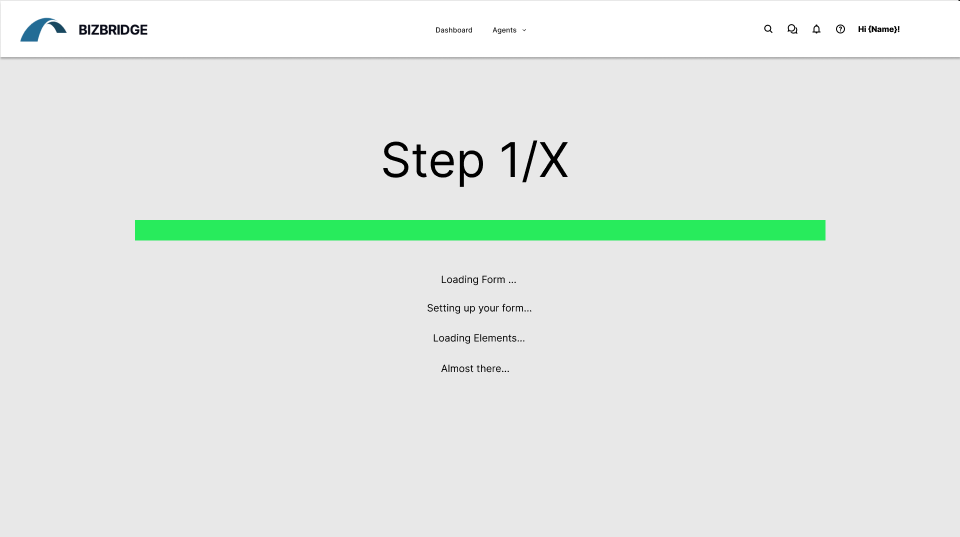 BIZBRIDGE
Dashboard
Agents
Hi {Name}!
Step 1/X
Loading Form ...
Setting up your form...
Loading Elements...
Almost there...